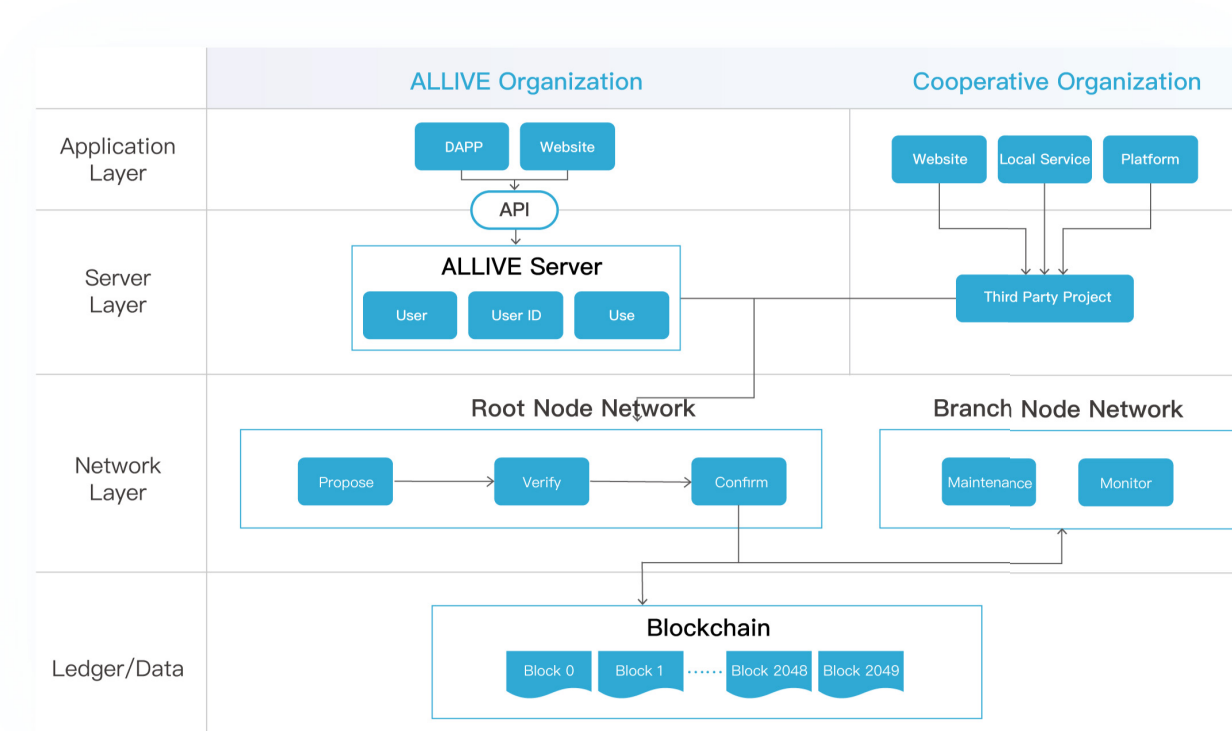 ALLIVE Organization
Cooperative Organization
Application
Layer
DAPP
Website
API
Website
Local Service
Platform
Server
Layer
ALLIVE Server
User
User ID
Use
Third Party Project
Network
Layer
Root Node Network
Propose
Verify
Confirm
Branch Node Network
Maintenance
Monitor
Ledger/Data
Blockchain
Block 0
Block 1
......
Block 2048
Block 2049